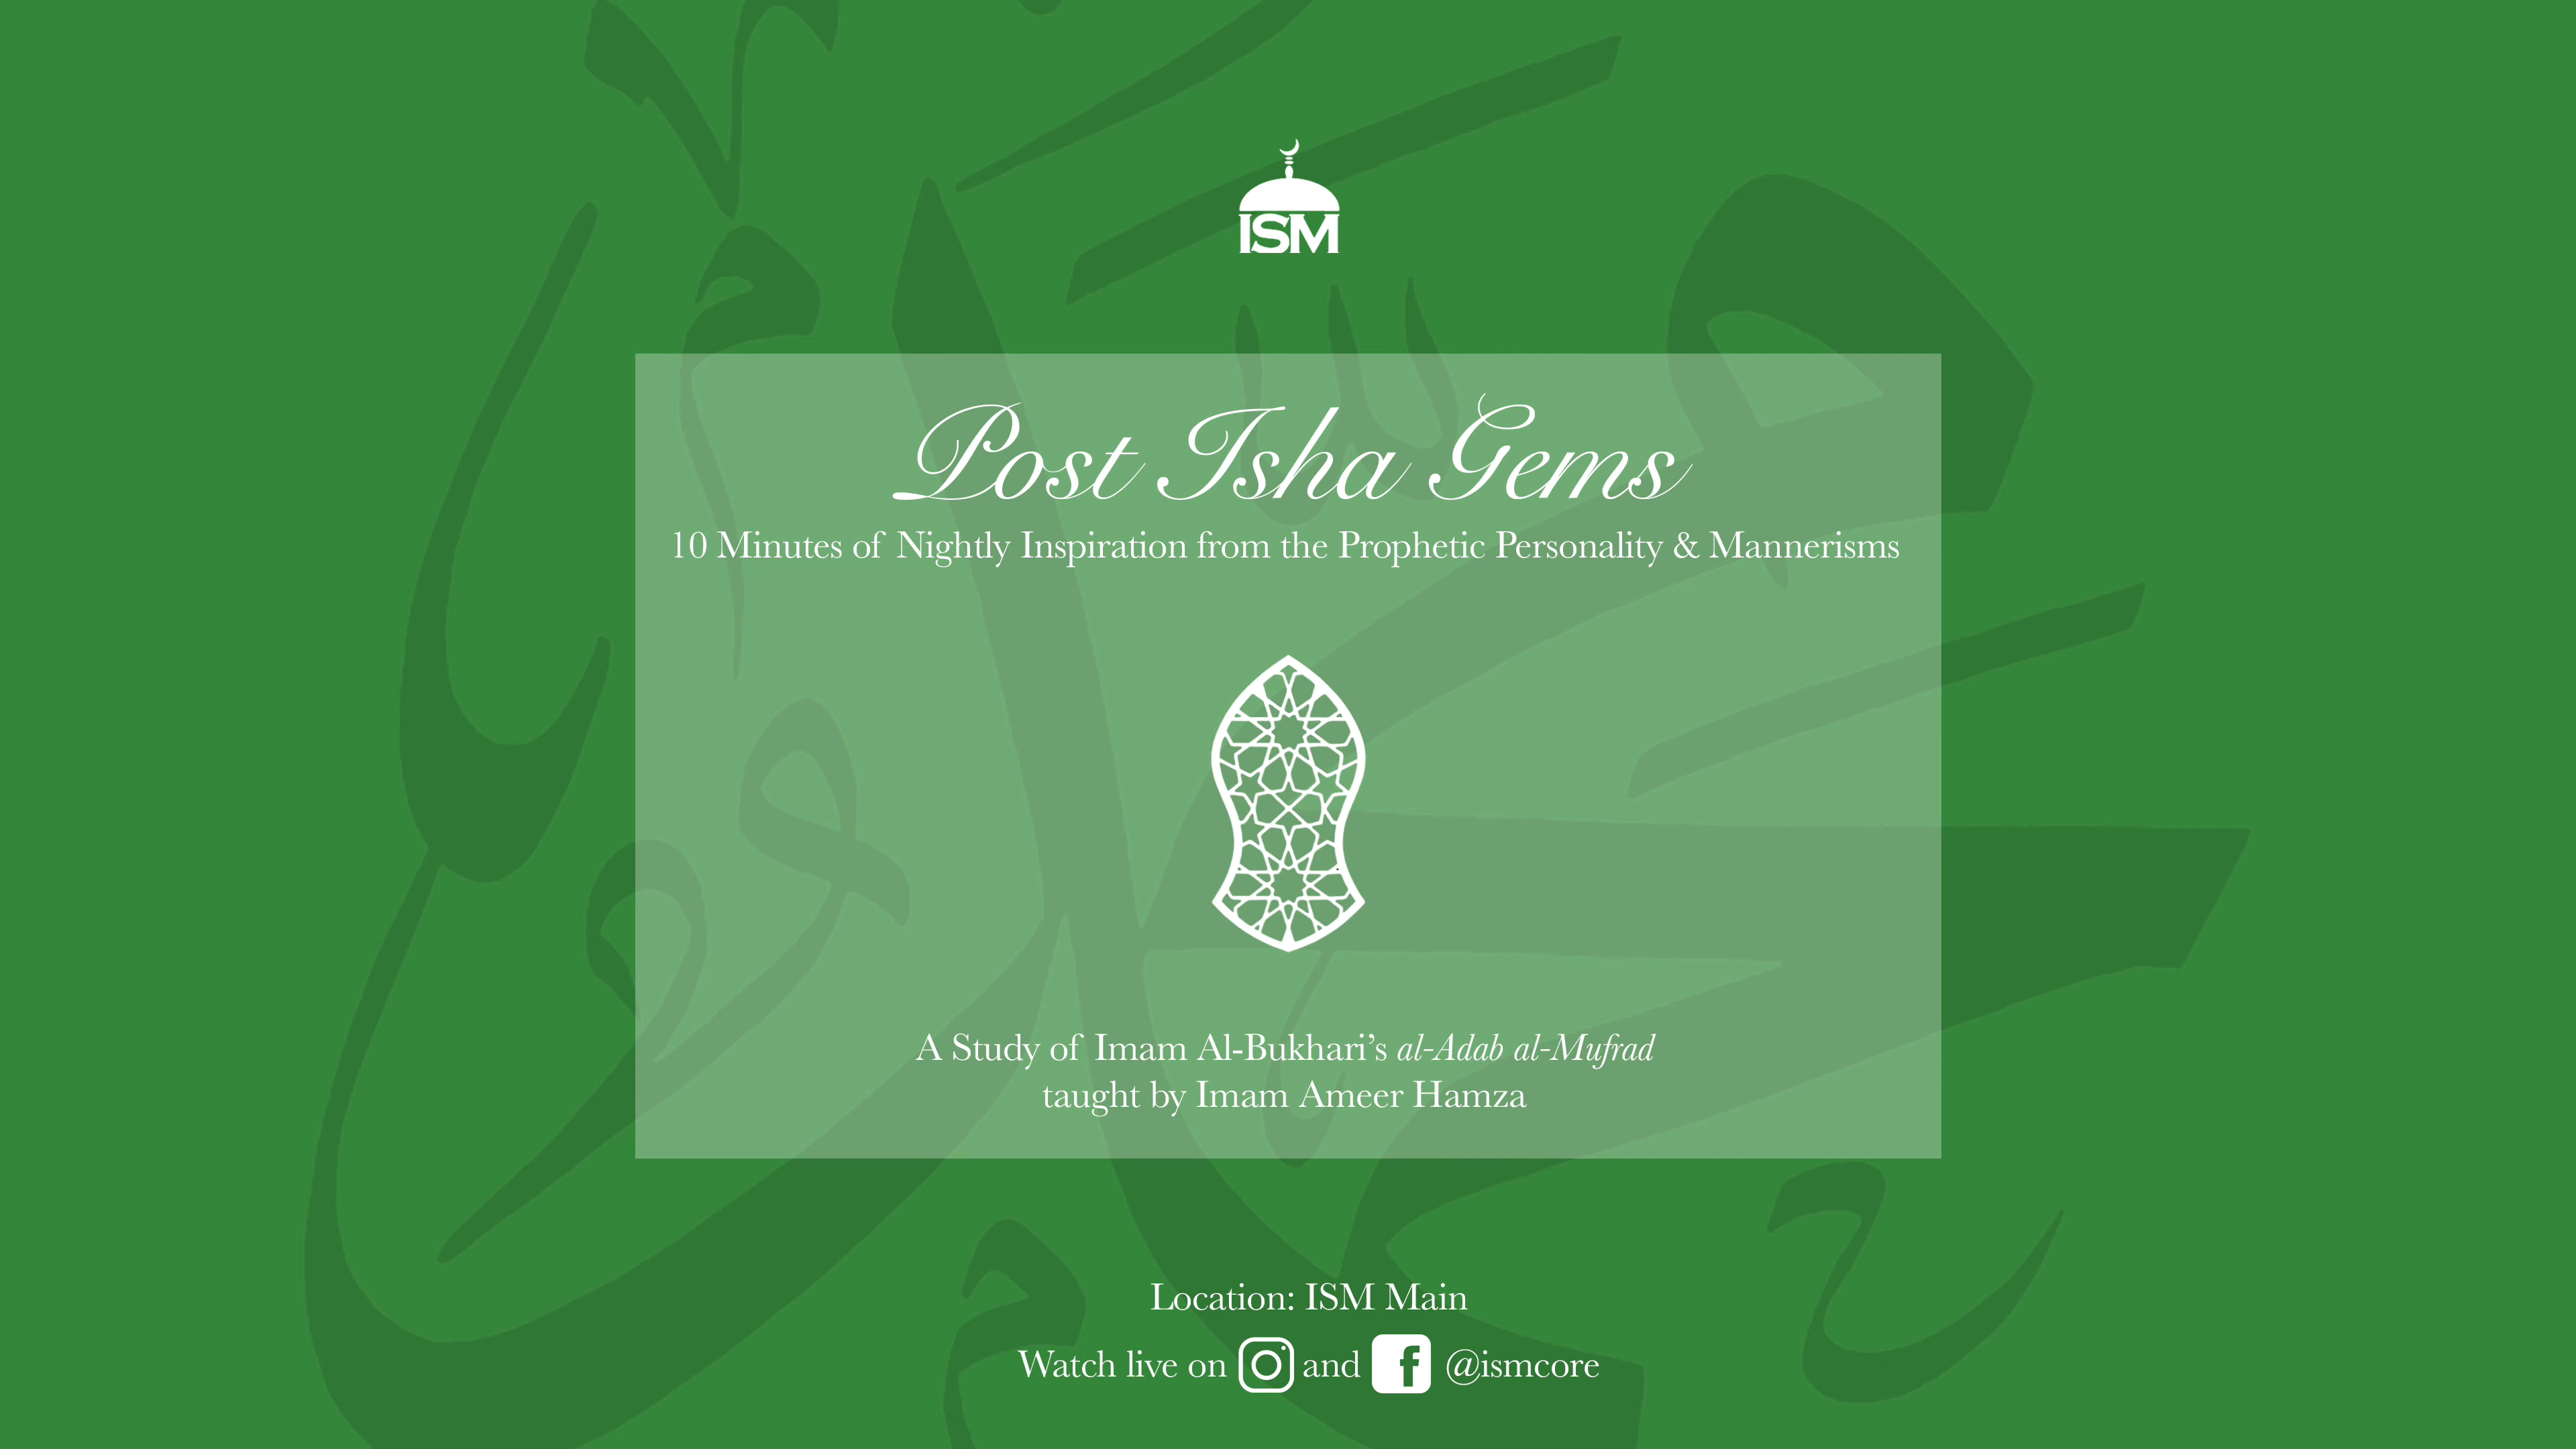 ISM
Post Isha Gems
10 Minutes of Nightly Inspiration from the Prophetic Personality & Mannerisms
A Study of Imam Al-Bukhari’s al-Adab al-Mufrad
taught by Imam Ameer Hamza
Location: ISM Main
Watch live on and @ismcore